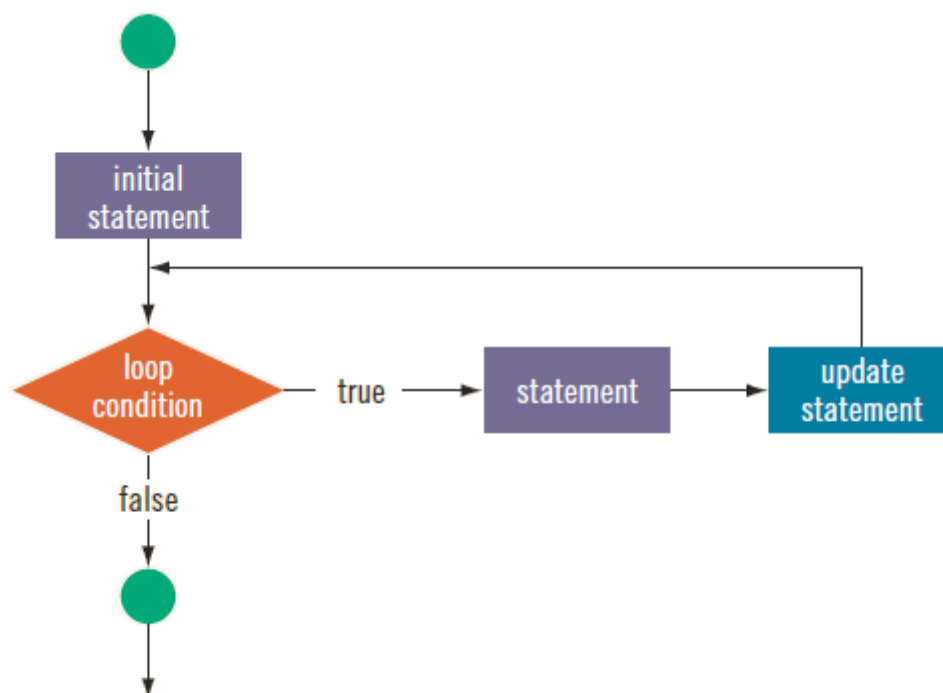 initial
statement
loop
condition
true
statement
update
statement
false